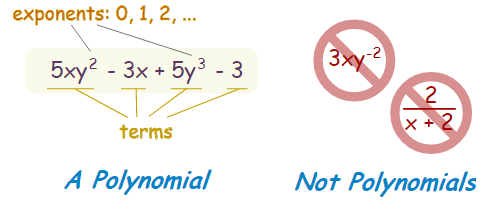 exponents: 0, 1, 2, ...
5xy² - 3x + 5y³ - 3
terms
A Polynomial
3xy⁻²
2
x + 2
Not Polynomials